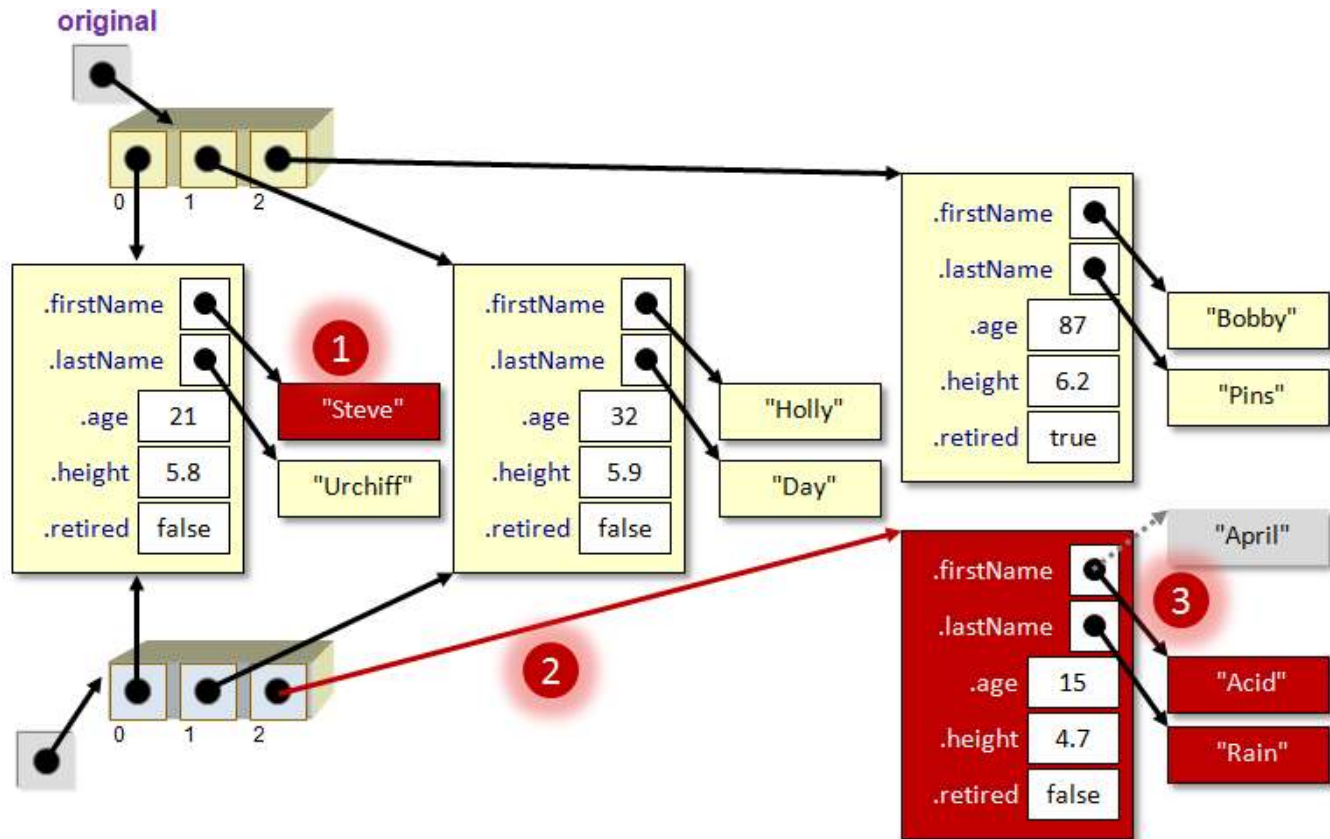 original
0 1 2
.firstName
.lastName
.age 21
.height 5.8
.retired false
1
"Steve"
"Urchiff"
.firstName
.lastName
.age 32
.height 5.9
.retired false
"Holly"
"Day"
.firstName
.lastName
.age 87
.height 6.2
.retired true
"Bobby"
"Pins"
0 1 2
2
.firstName
.lastName
.age 15
.height 4.7
.retired false
"April"
3
"Acid"
"Rain"